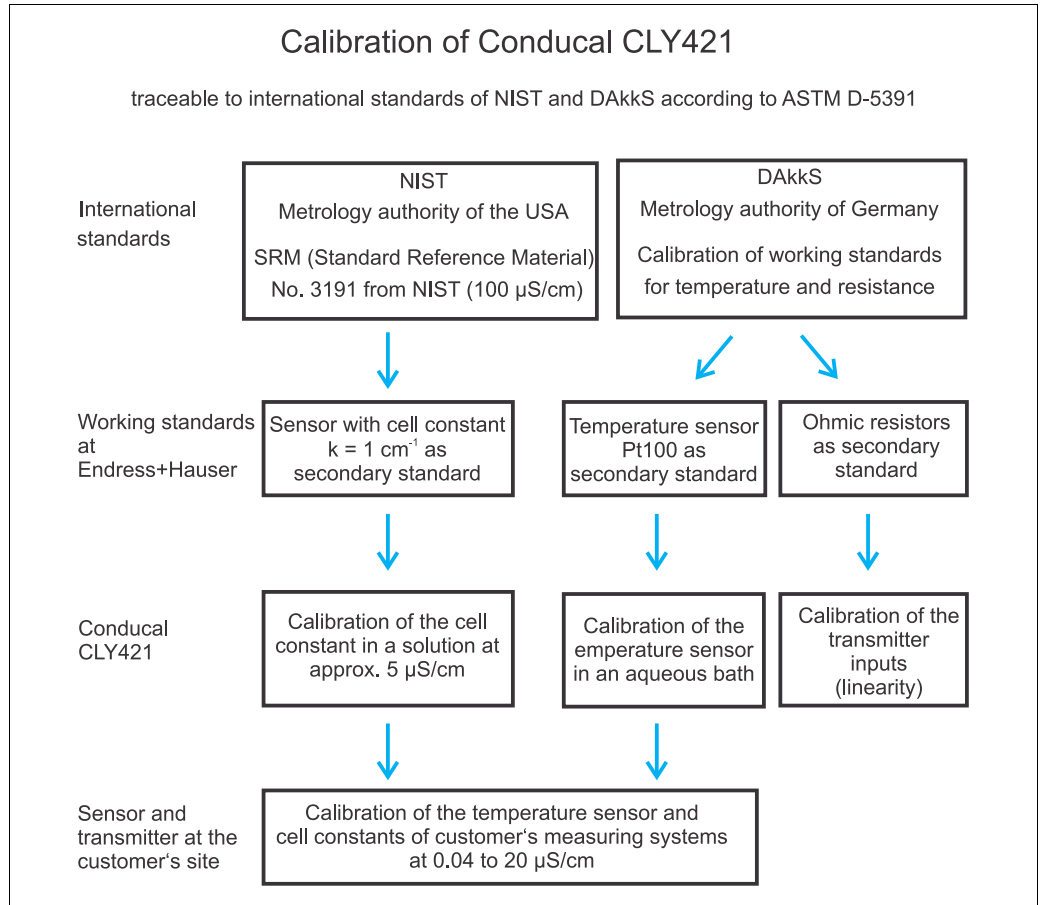 Calibration of Conducal CLY421
traceable to international standards of NIST and DAkkS according to ASTM D-5391
International
standards
NIST
Metrology authority of the USA
SRM (Standard Reference Material)
No. 3191 from NIST (100 µS/cm)
DAkkS
Metrology authority of Germany
Calibration of working standards
for temperature and resistance
Working standards
at
Endress+Hauser
Sensor with cell constant
k = 1 cm⁻¹ as
secondary standard
Temperature sensor
Pt100 as
secondary standard
Ohmic resistors
as secondary
standard
Conducal
CLY421
Calibration of the cell
constant in a solution at
approx. 5 µS/cm
Calibration of the
emperature sensor
in an aqueous bath
Calibration of the
transmitter
inputs
(linearity)
Sensor and
transmitter at the
customer‘s site
Calibration of the temperature sensor and
cell constants of customer‘s measuring systems
at 0.04 to 20 µS/cm